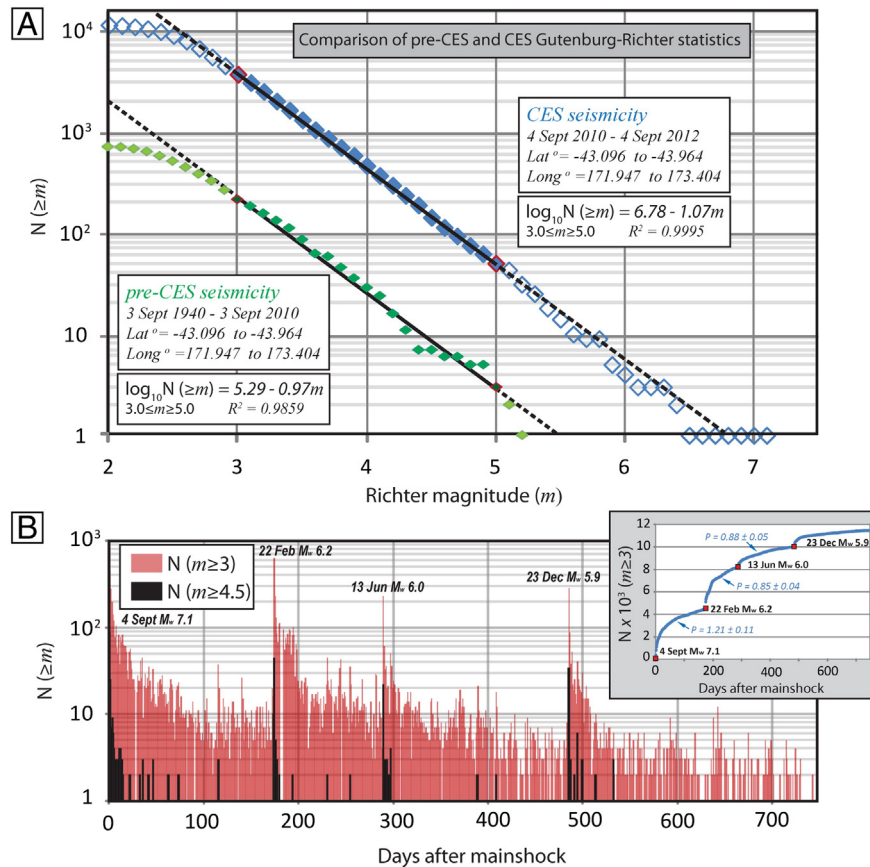 A
Comparison of pre-CES and CES Gutenburg-Richter statistics
N (≥m)
10⁴
10³
10²
10
1
CES seismicity
4 Sept 2010 - 4 Sept 2012
Lat º = -43.096 to -43.964
Long º =171.947 to 173.404
log₁₀N (≥m) = 6.78 - 1.07m
3.0≤m≥5.0 R² = 0.9995
pre-CES seismicity
3 Sept 1940 - 3 Sept 2010
Lat º = -43.096 to -43.964
Long º =171.947 to 173.404
log₁₀N (≥m) = 5.29 - 0.97m
3.0≤m≥5.0 R² = 0.9859
2 3 4 5 6 7
Richter magnitude (m)
B
N (≥m)
10³
10²
10
1
N (m≥3)
N (m≥4.5)
4 Sept Mw 7.1
22 Feb Mw 6.2
13 Jun Mw 6.0
23 Dec Mw 5.9
0 100 200 300 400 500 600 700
Days after mainshock
N x 10³ (m≥3)
12
10
8
6
4
2
0
P = 0.88 ± 0.05
23 Dec Mw 5.9
13 Jun Mw 6.0
P = 0.85 ± 0.04
22 Feb Mw 6.2
P = 1.21 ± 0.11
4 Sept Mw 7.1
0 200 400 600
Days after mainshock